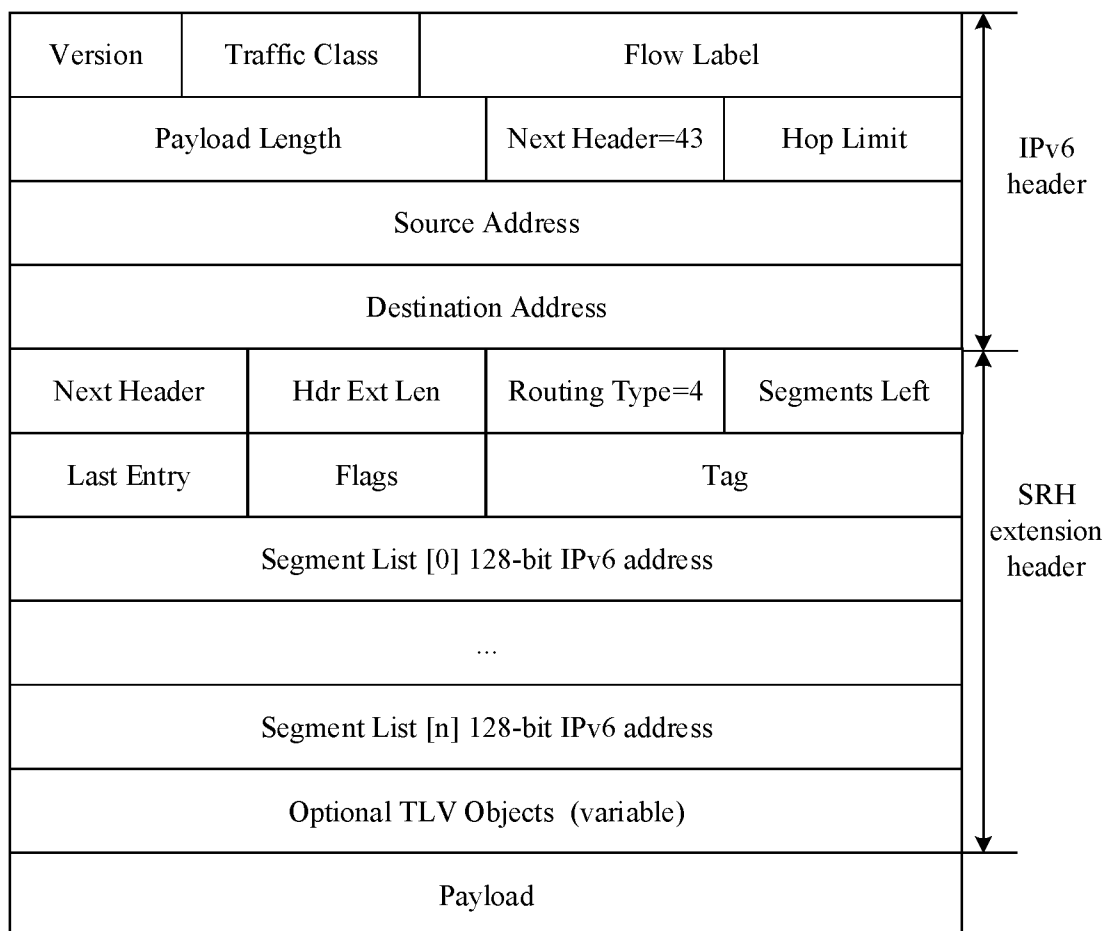 Version Traffic Class Flow Label
Payload Length Next Header=43 Hop Limit
IPv6
header
Source Address
Destination Address
Next Header Hdr Ext Len Routing Type=4 Segments Left
Last Entry Flags Tag
SRH
extension
header
Segment List [0] 128-bit IPv6 address
...
Segment List [n] 128-bit IPv6 address
Optional TLV Objects (variable)
Payload